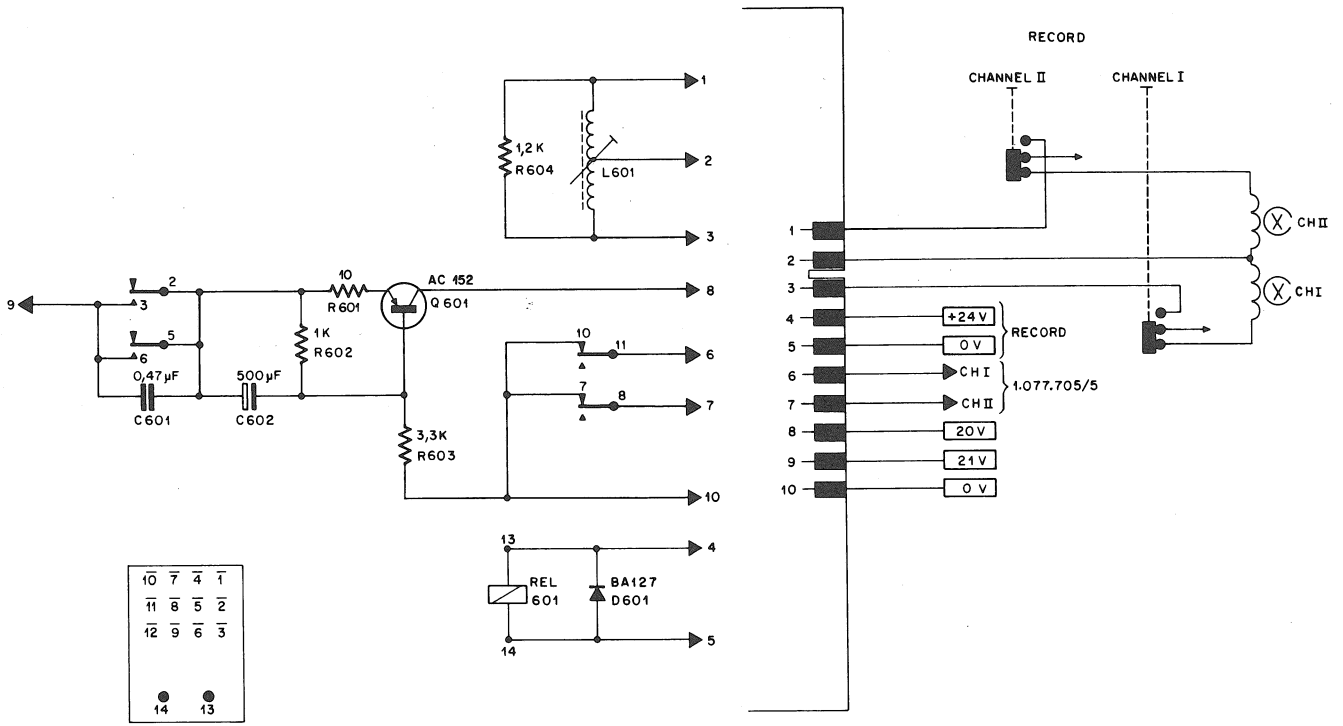 RECORD
CHANNEL II
CHANNEL I
1
1,2 K
R604
L601
2
3
1
CH II
2
10
AC 152
R601
Q601
8
3
CH I
9
2
3
5
6
1K
R602
4
+24V
RECORD
5
0 V
10
11
6
6
CH I
1.077.705/5
0,47 µF
C601
500 µF
C602
7
8
7
7
CH II
3,3K
R603
8
20V
9
21V
10
10
0 V
13
4
REL
601
BA127
D601
14
5
10 7 4 1
11 8 5 2
12 9 6 3
14 13